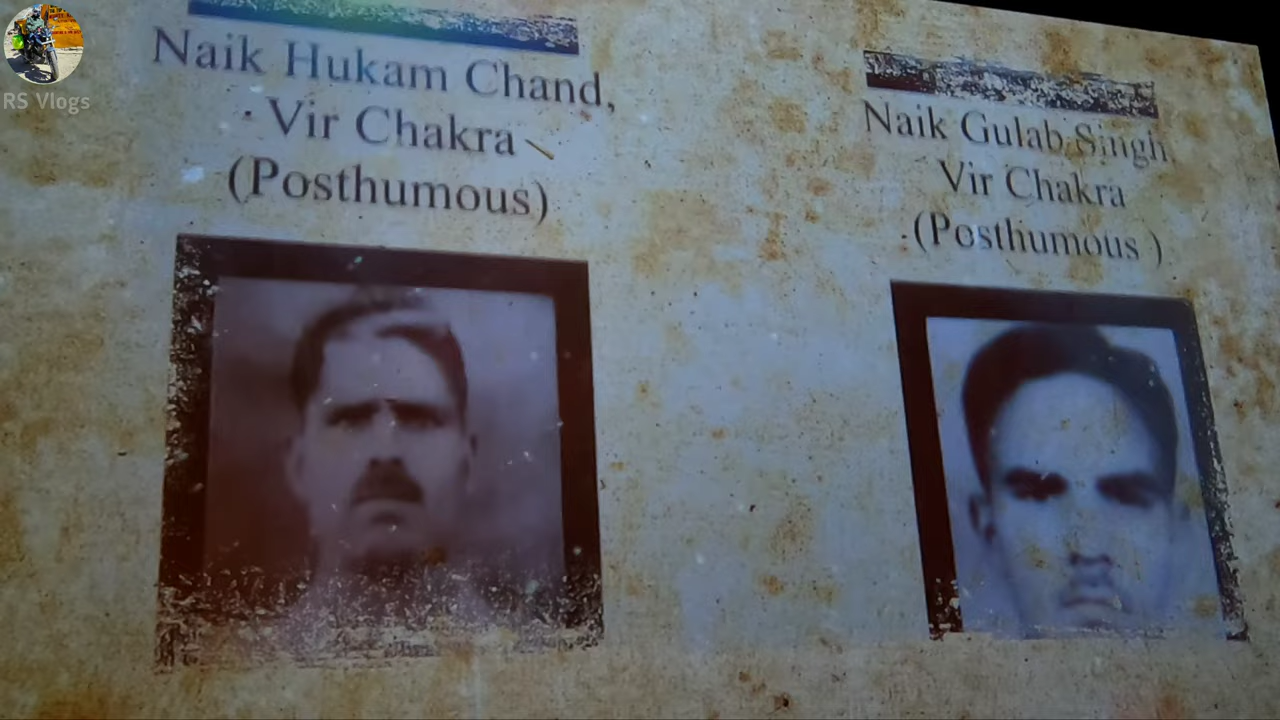 RS Vlogs
Naik Hukam Chand,
Vir Chakra
(Posthumous)
Naik Gulab Singh,
Vir Chakra
(Posthumous )